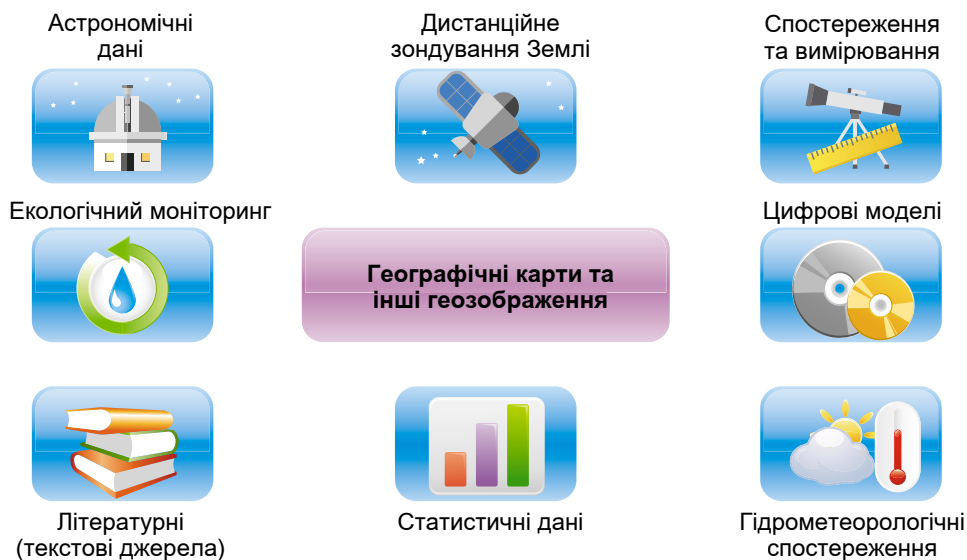 Астрономічні
дані
Дистанційне
зондування Землі
Спостереження
та вимірювання
Екологічний моніторинг
Географічні карти та
інші геозображення
Цифрові моделі
Літературні
(текстові джерела)
Статистичні дані
Гідрометеорологічні
спостереження